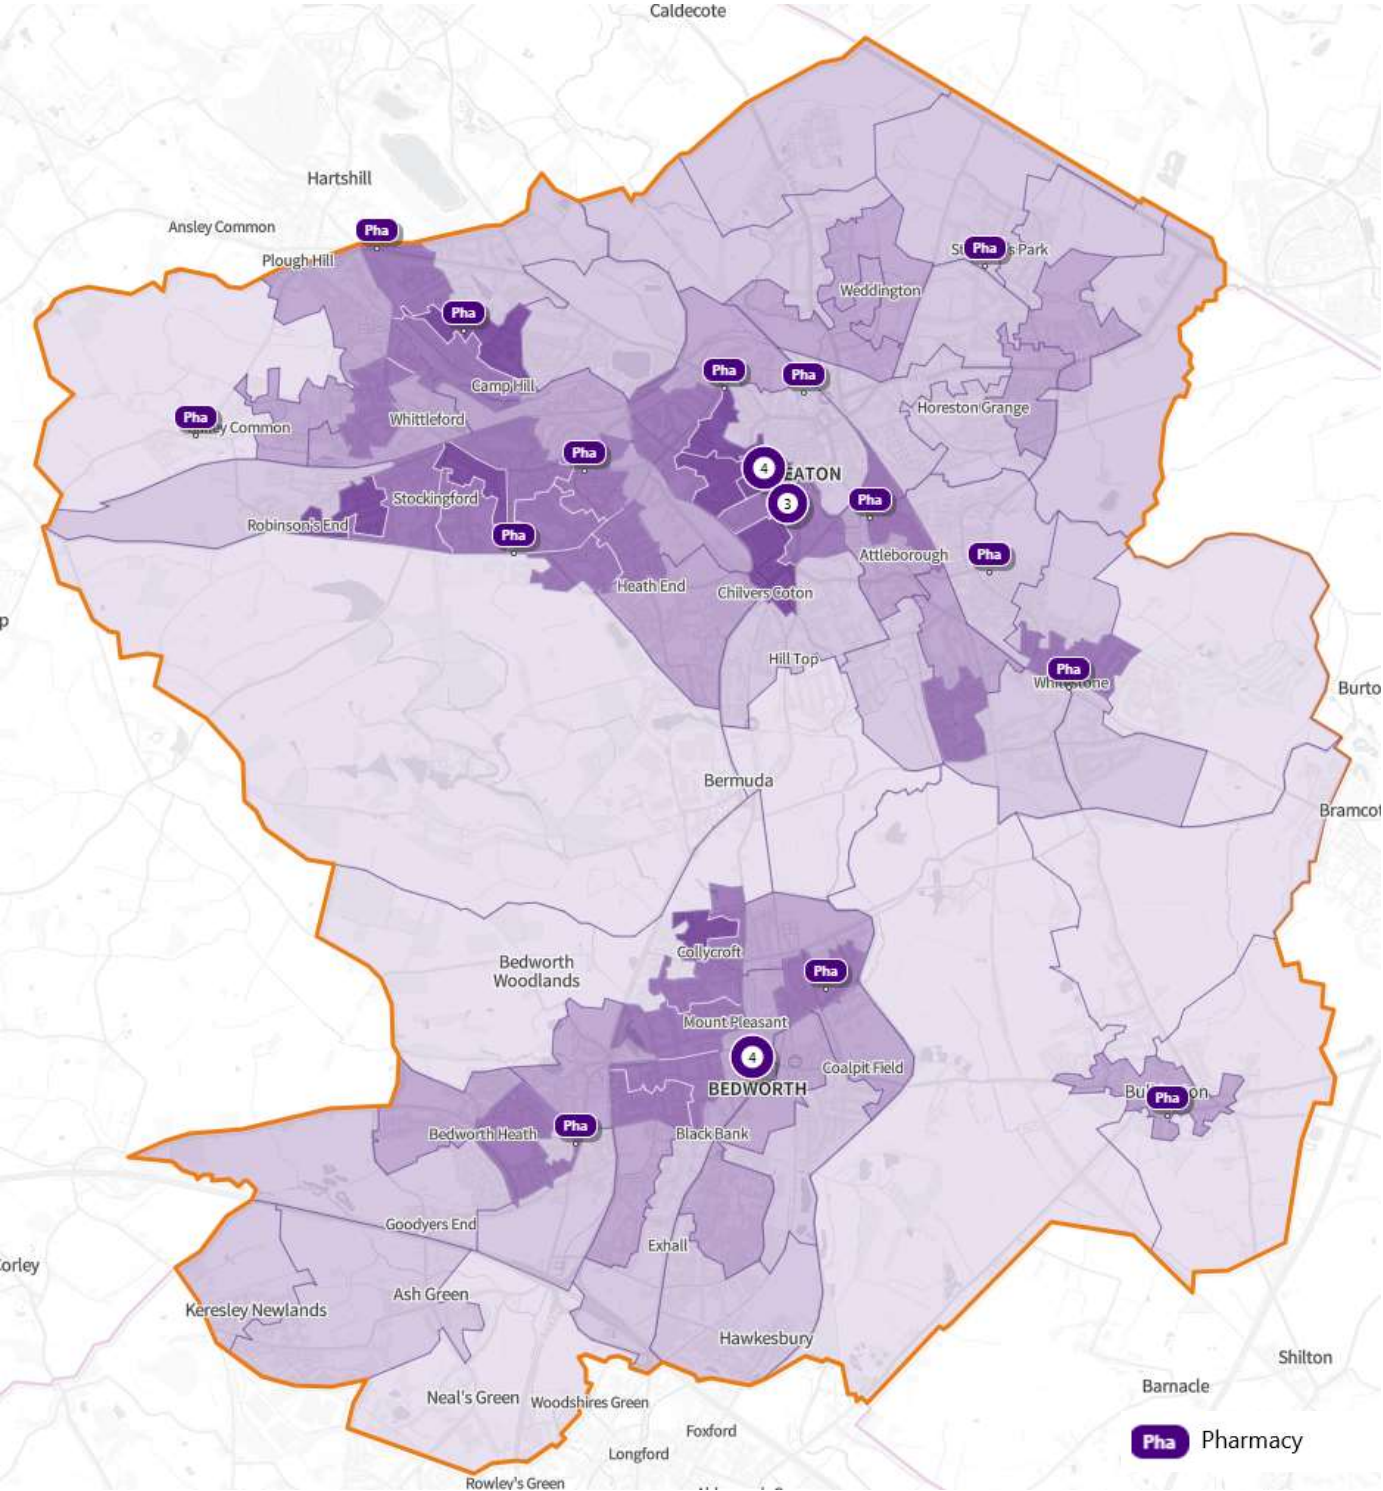 Caldecote
Hartshill
Ansley Common
Pha
Plough Hill
Pha
s Park
Weddington
Pha
Camp Hill
Pha
Pha
Horeston Grange
Pha
ey Common
Whittleford
Pha
4
EATON
Stockingford
3
Pha
Robinson's End
Pha
Attleborough
Pha
Heath End
Chilvers Coton
p
Hill Top
Pha
Burto
Bermuda
Bramcot
Collycroft
Bedworth
Woodlands
Pha
Mount Pleasant
4
Coalpit Field
BEDWORTH
Pha
Bedworth Heath
Pha
Black Bank
Goodyers End
Exhall
orley
Ash Green
Keresley Newlands
Hawkesbury
Shilton
Neal's Green
Woodshires Green
Barnacle
Foxford
Longford
Pha Pharmacy
Rowley's Green